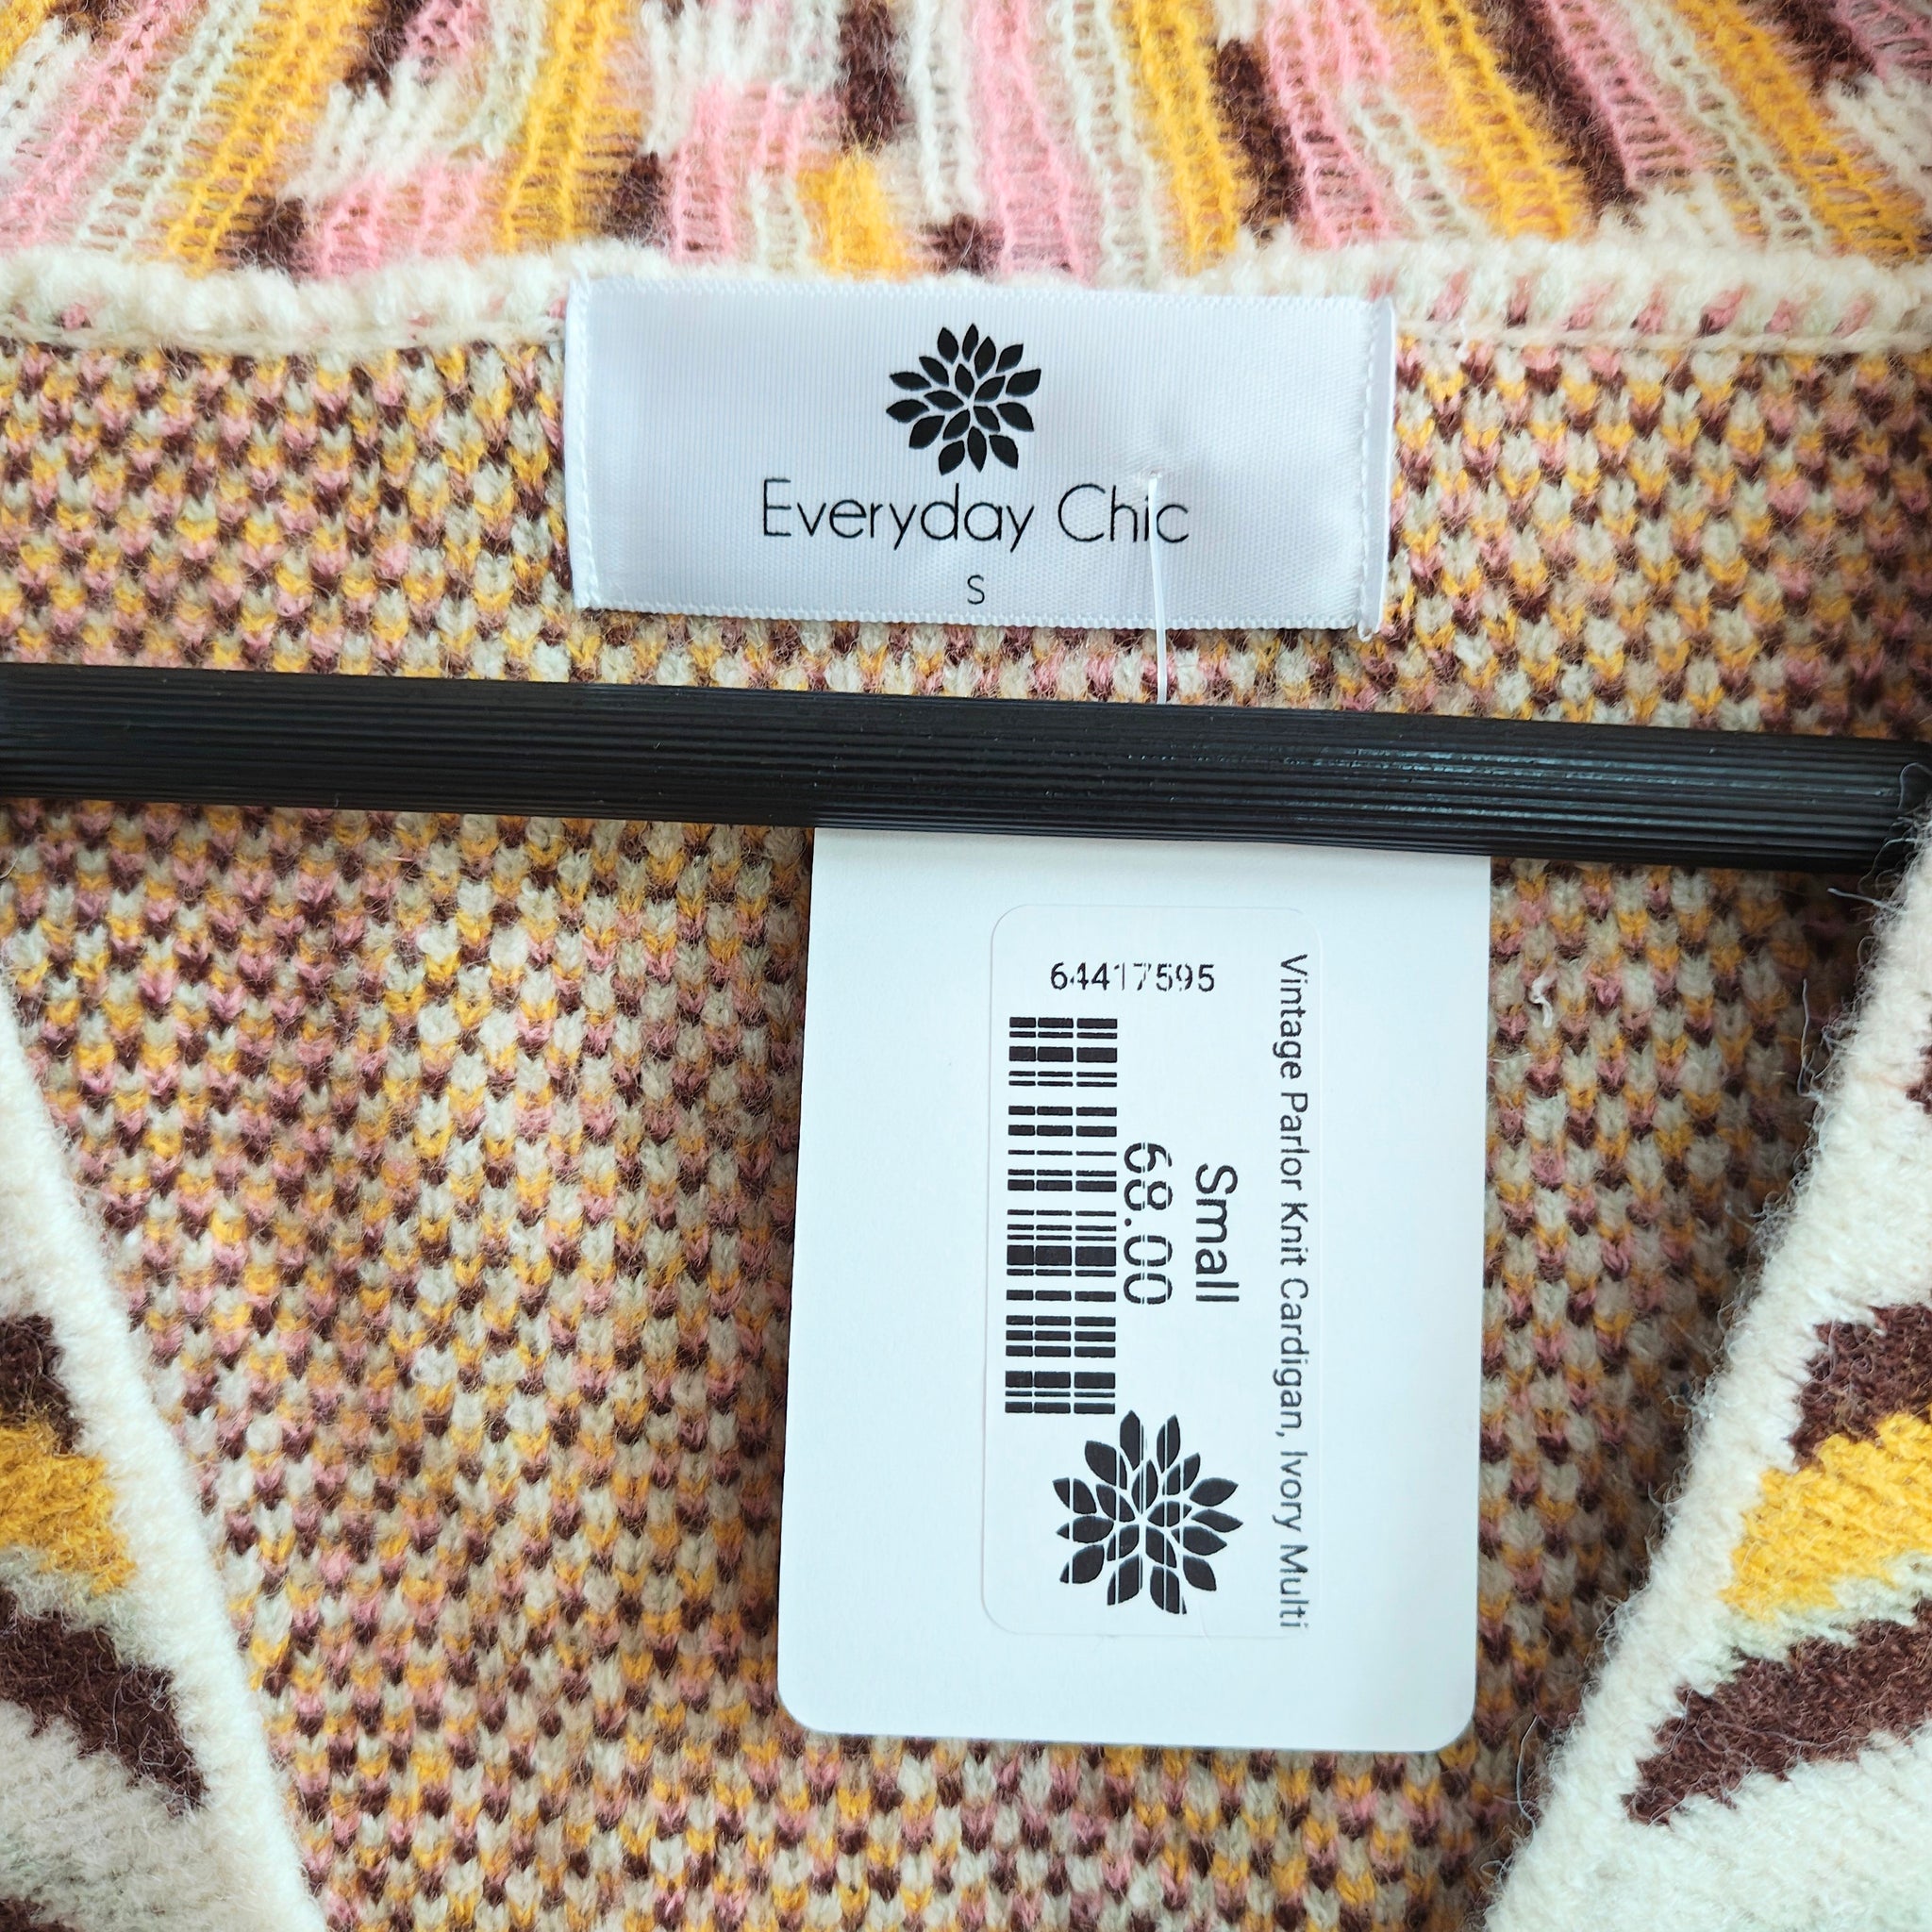 Everyday Chic
S
64417595
Vintage Parlor Knit Cardigan, Ivory Multi
Small
68.00